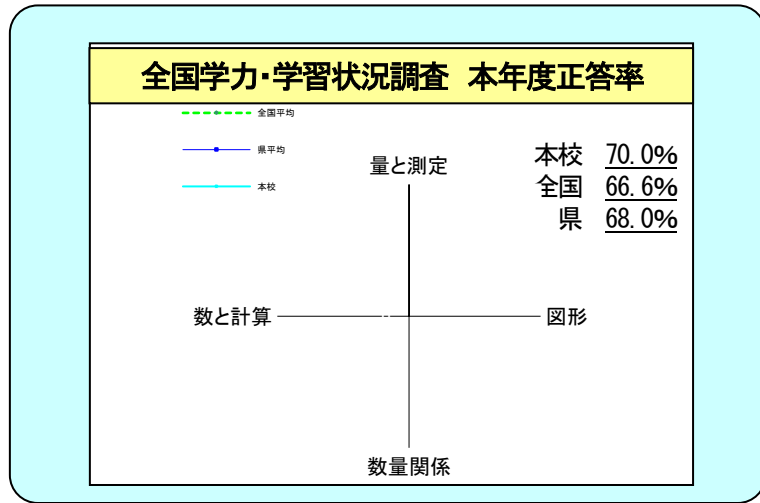 全国学力・学習状況調査 本年度正答率
全国平均
県平均
本校
本校 70.0%
全国 66.6%
県 68.0%
量と測定
数と計算
図形
数量関係